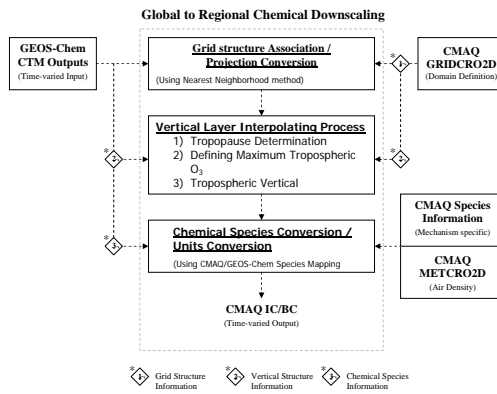 Global to Regional Chemical Downscaling
GEOS-Chem
CTM Outputs
(Time-varied Input)
Grid structure Association /
Projection Conversion
(Using Nearest Neighborhood method)
CMAQ
GRIDCRO2D
(Domain Definition)
*
1
Vertical Layer Interpolating Process
1) Tropopause Determination
2) Defining Maximum Tropospheric
O3
3) Tropospheric Vertical
*
2
*
2
Chemical Species Conversion /
Units Conversion
(Using CMAQ/GEOS-Chem Species Mapping
*
3
CMAQ Species
Information
(Mechanism specific)
CMAQ
METCRO2D
(Air Density)
CMAQ IC/BC
(Time-varied Output)
*
1
Grid Structure
Information
*
2
Vertical Structure
Information
*
3
Chemical Species
Information